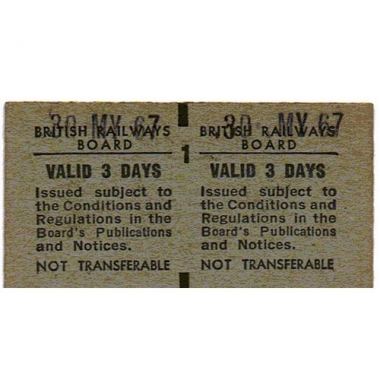 30 MY 67
BRITISH RAILWAYS
BOARD
VALID 3 DAYS
Issued subject to
the Conditions and
Regulations in the
Board's Publications
and Notices.
NOT TRANSFERABLE
1
30 MY 67
BRITISH RAILWAYS
BOARD
VALID 3 DAYS
Issued subject to
the Conditions and
Regulations in the
Board's Publications
and Notices.
NOT TRANSFERABLE